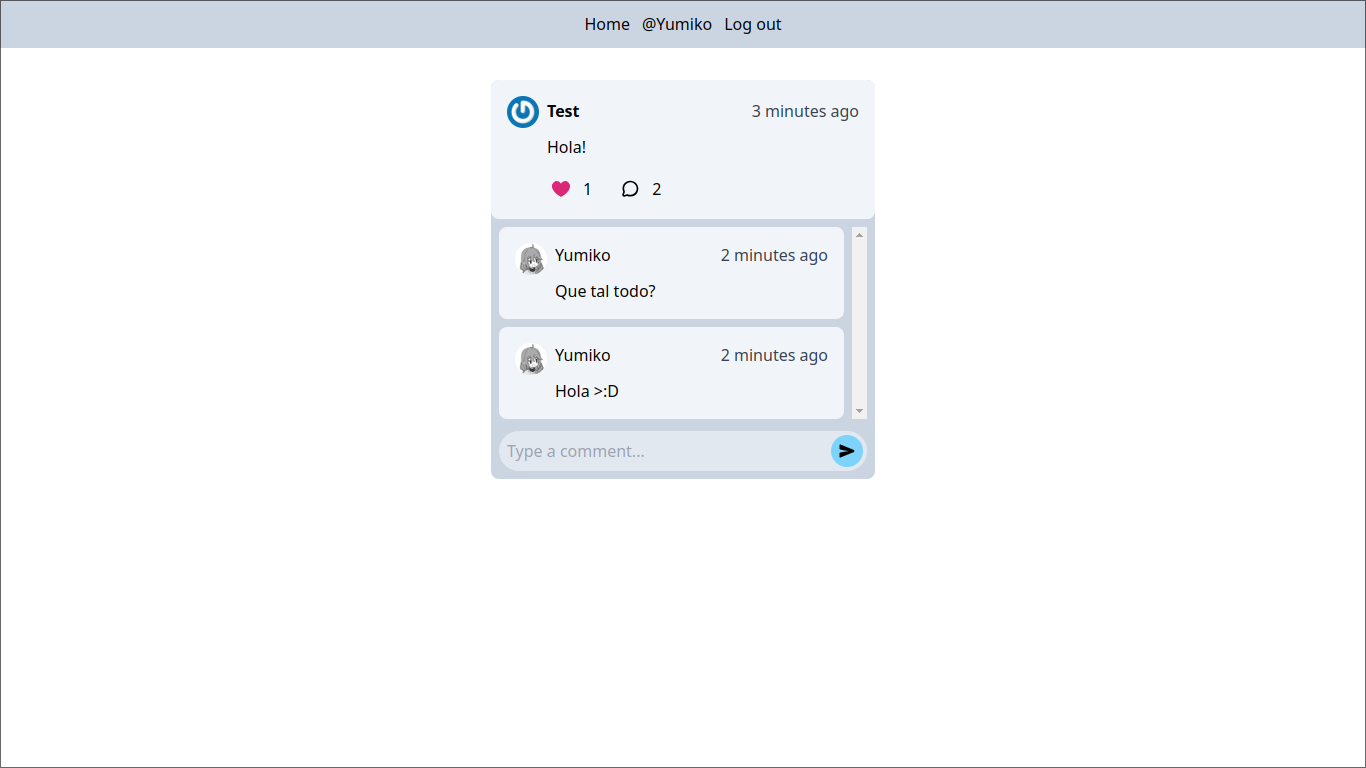 Home @Yumiko Log out
Test 3 minutes ago
Hola!
1 2
Yumiko 2 minutes ago
Que tal todo?
Yumiko 2 minutes ago
Hola >:D
Type a comment...